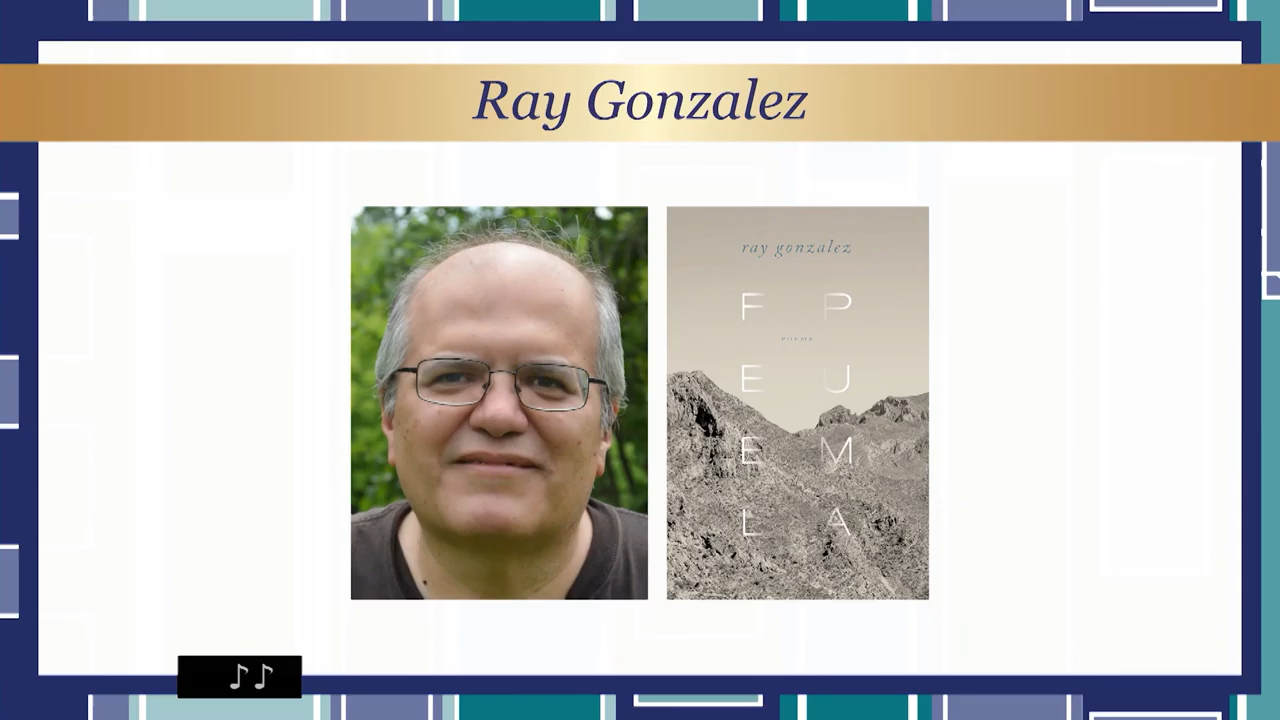 Ray Gonzalez
ray gonzalez
F P
POEMS
E U
E M
L A
♪♪